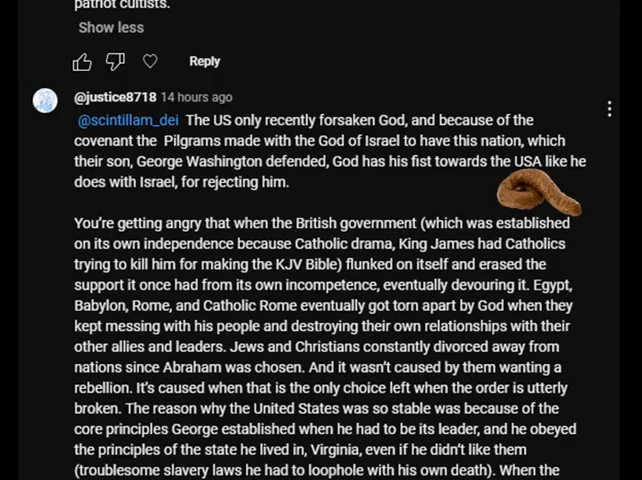 patriot cultists.
Show less
Reply
@justice8718 14 hours ago
@scintillam_dei The US only recently forsaken God, and because of the
covenant the Pilgrams made with the God of Israel to have this nation, which
their son, George Washington defended, God has his fist towards the USA like he
does with Israel, for rejecting him.
You're getting angry that when the British government (which was established
on its own independence because Catholic drama, King James had Catholics
trying to kill him for making the KJV Bible) flunked on itself and erased the
support it once had from its own incompetence, eventually devouring it. Egypt,
Babylon, Rome, and Catholic Rome eventually got torn apart by God when they
kept messing with his people and destroying their own relationships with their
other allies and leaders. Jews and Christians constantly divorced away from
nations since Abraham was chosen. And it wasn't caused by them wanting a
rebellion. It's caused when that is the only choice left when the order is utterly
broken. The reason why the United States was so stable was because of the
core principles George established when he had to be its leader, and he obeyed
the principles of the state he lived in, Virginia, even if he didn't like them
(troublesome slavery laws he had to loophole with his own death). When the